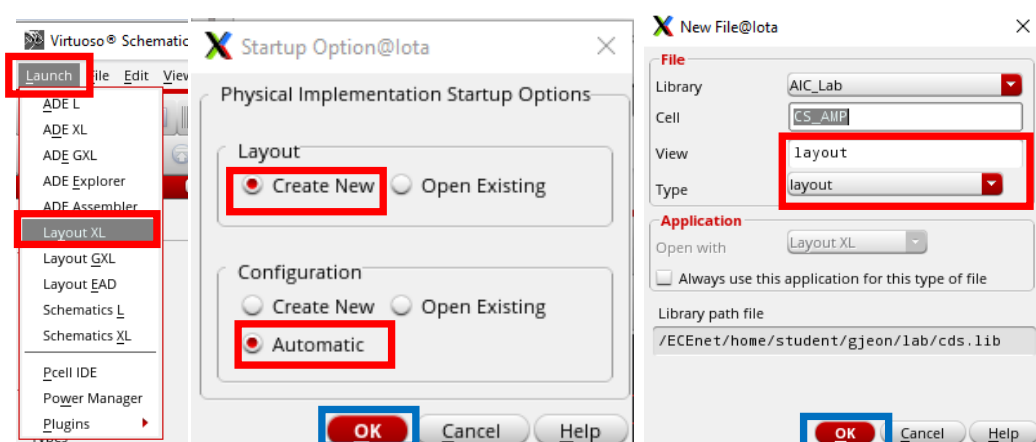 Virtuoso® Schematic
Launch File Edit View
ADE L
ADE XL
ADE GXL
ADE Explorer
ADE Assembler
Layout XL
Layout GXL
Layout EAD
Schematics L
Schematics XL
Pcell IDE
Power Manager
Plugins
Startup Option@lota
Physical Implementation Startup Options
Layout
Create New Open Existing
Configuration
Create New Open Existing
Automatic
OK Cancel Help
New File@lota
File
Library AIC_Lab
Cell CS_AMP
View layout
Type layout
Application
Open with Layout XL
Always use this application for this type of file
Library path file
/ECEnet/home/student/gjeon/lab/cds.lib
OK Cancel Help